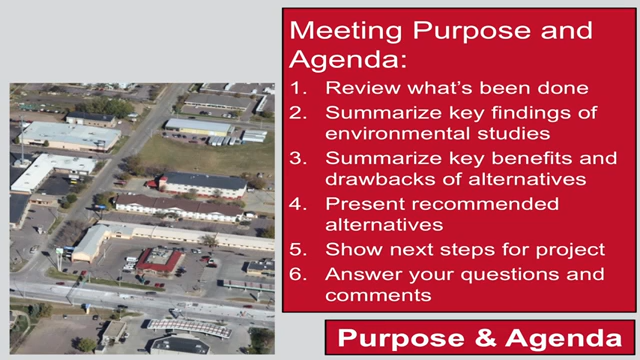 Meeting Purpose and
Agenda:
1. Review what's been done
2. Summarize key findings of
environmental studies
3. Summarize key benefits and
drawbacks of alternatives
4. Present recommended
alternatives
5. Show next steps for project
6. Answer your questions and
comments
Purpose & Agenda